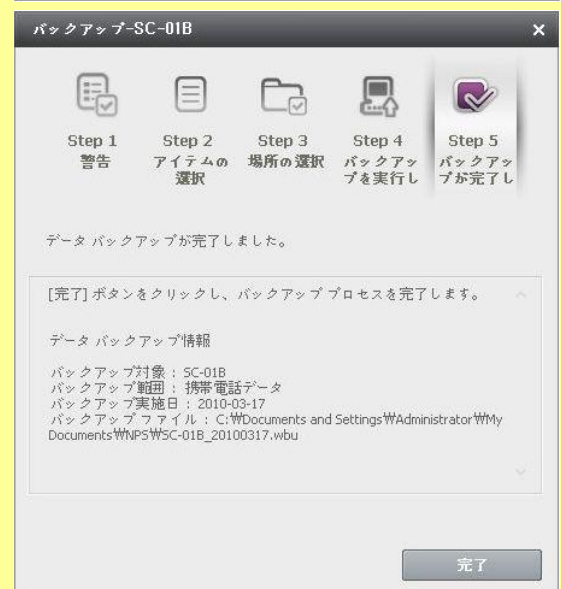 バックアップ-SC-01B
×
Step 1
警告
Step 2
アイテムの
選択
Step 3
場所の選択
Step 4
バックアッ
プを実行し
Step 5
バックアッ
プが完了し
データ バックアップが完了しました。
[完了] ボタンをクリックし、バックアップ プロセスを完了します。
データ バックアップ情報
バックアップ対象 : SC-01B
バックアップ範囲 : 携帯電話データ
バックアップ実施日 : 2010-03-17
バックアップ ファイル : C:₩Documents and Settings₩Administrator₩My
Documents₩NPS₩SC-01B_20100317.wbu
完了